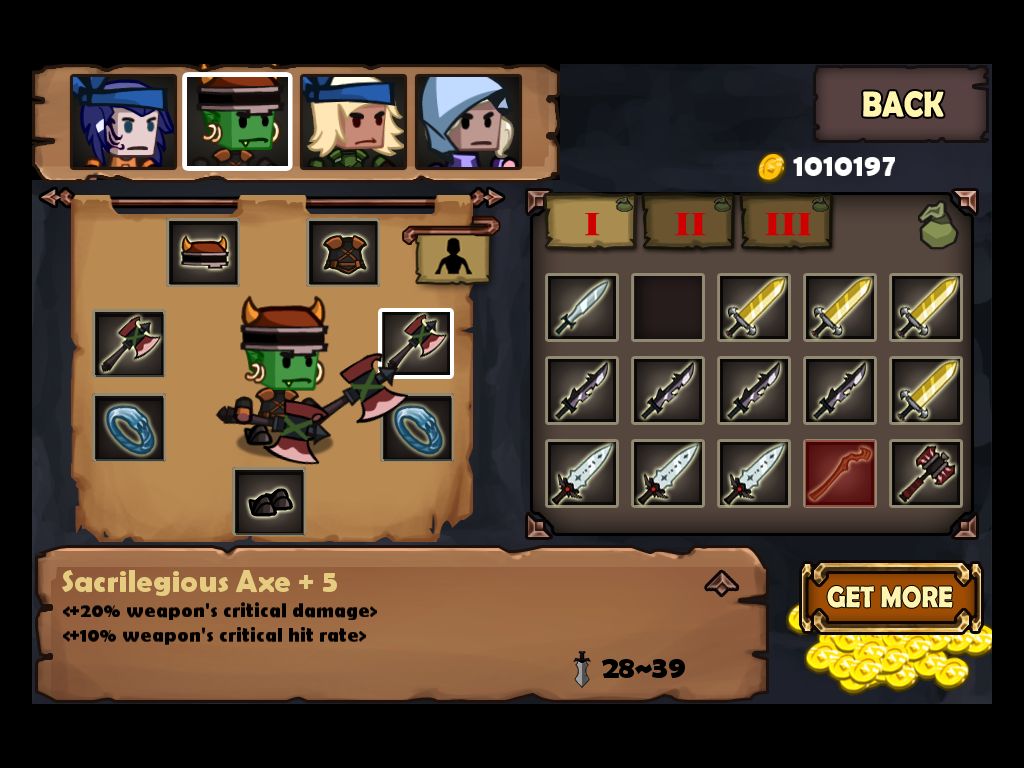 BACK
1010197
I II III
Sacrilegious Axe + 5
<+20% weapon's critical damage>
<+10% weapon's critical hit rate>
28~39
GET MORE